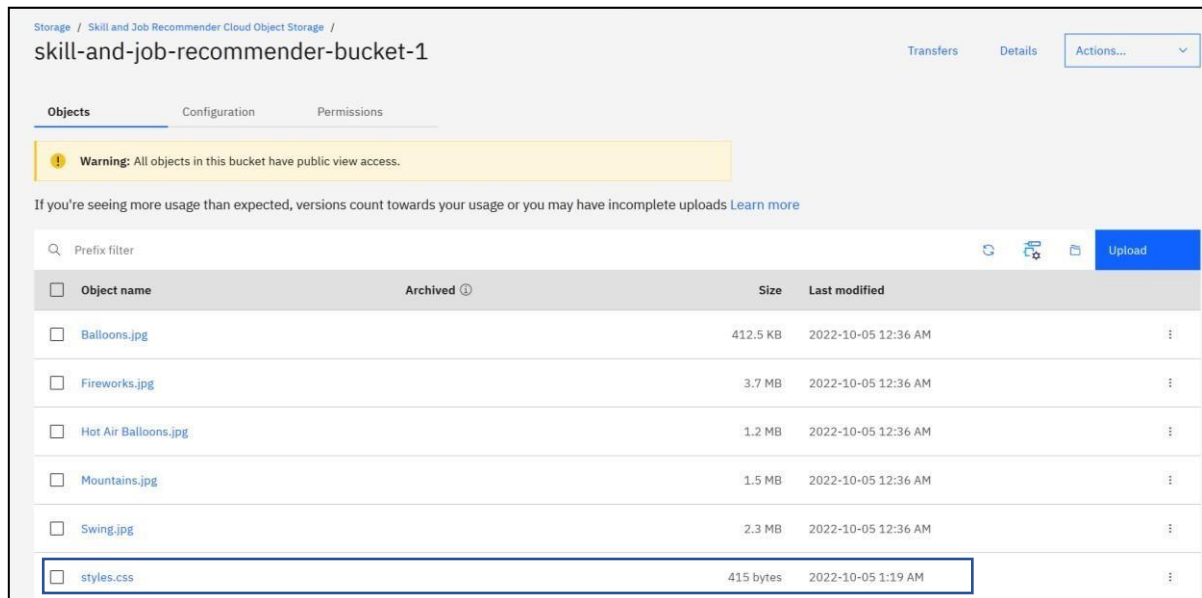 Storage / Skill and Job Recommender Cloud Object Storage /
skill-and-job-recommender-bucket-1
Transfers Details Actions...
Objects Configuration Permissions
Warning: All objects in this bucket have public view access.
If you're seeing more usage than expected, versions count towards your usage or you may have incomplete uploads Learn more
Prefix filter Upload
Object name Archived Size Last modified
Balloons.jpg 412.5 KB 2022-10-05 12:36 AM
Fireworks.jpg 3.7 MB 2022-10-05 12:36 AM
Hot Air Balloons.jpg 1.2 MB 2022-10-05 12:36 AM
Mountains.jpg 1.5 MB 2022-10-05 12:36 AM
Swing.jpg 2.3 MB 2022-10-05 12:36 AM
styles.css 415 bytes 2022-10-05 1:19 AM